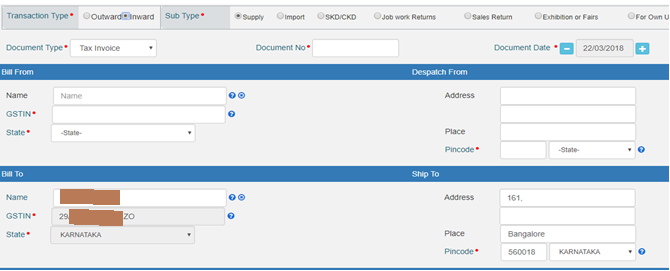 Transaction Type * Outward Inward Sub Type * Supply Import SKD/CKD Job work Returns Sales Return Exhibition or Fairs For Own U
Document Type * Tax Invoice Document No * Document Date * 22/03/2018
Bill From Despatch From
Name Name Address
GSTIN *
State * -State- Place
Pincode * -State-
Bill To Ship To
Name Address 161,
GSTIN * 29 ZO
State * KARNATAKA Place Bangalore
Pincode * 560018 KARNATAKA